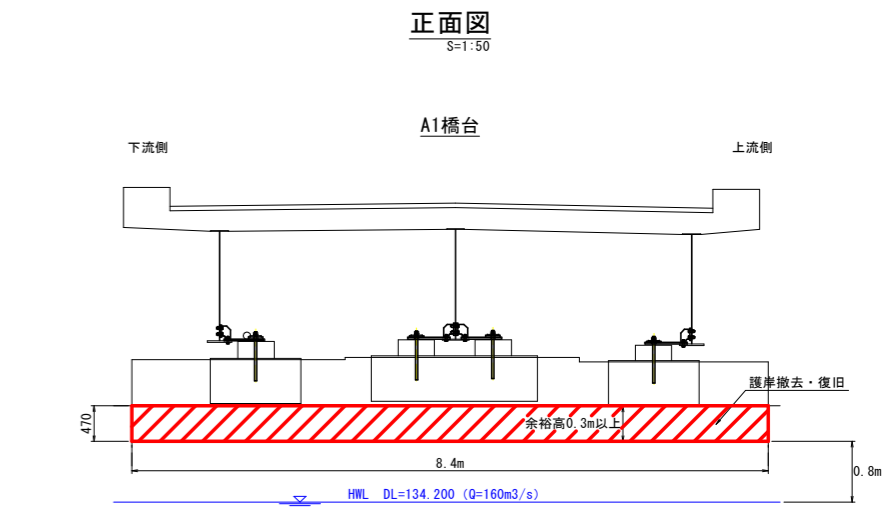 正面図
S=1:50
A1橋台
下流側
上流側
護岸撤去・復旧
470
余裕高0.3m以上
8.4m
0.8m
HWL DL=134.200 (Q=160m3/s)